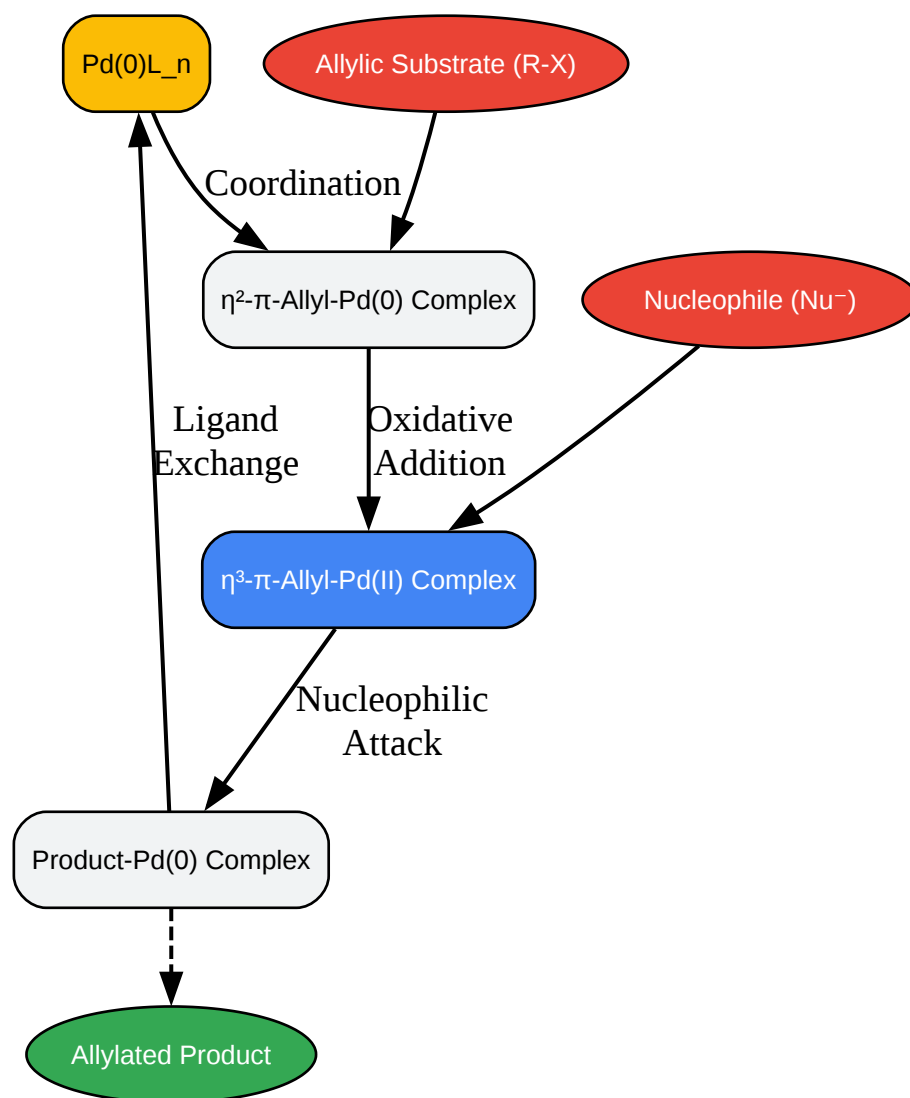 Pd(0)L_n
Allylic Substrate (R-X)
Coordination
η²-π-Allyl-Pd(0) Complex
Nucleophile (Nu⁻)
Ligand
Exchange
Oxidative
Addition
η³-π-Allyl-Pd(II) Complex
Nucleophilic
Attack
Product-Pd(0) Complex
Allylated Product